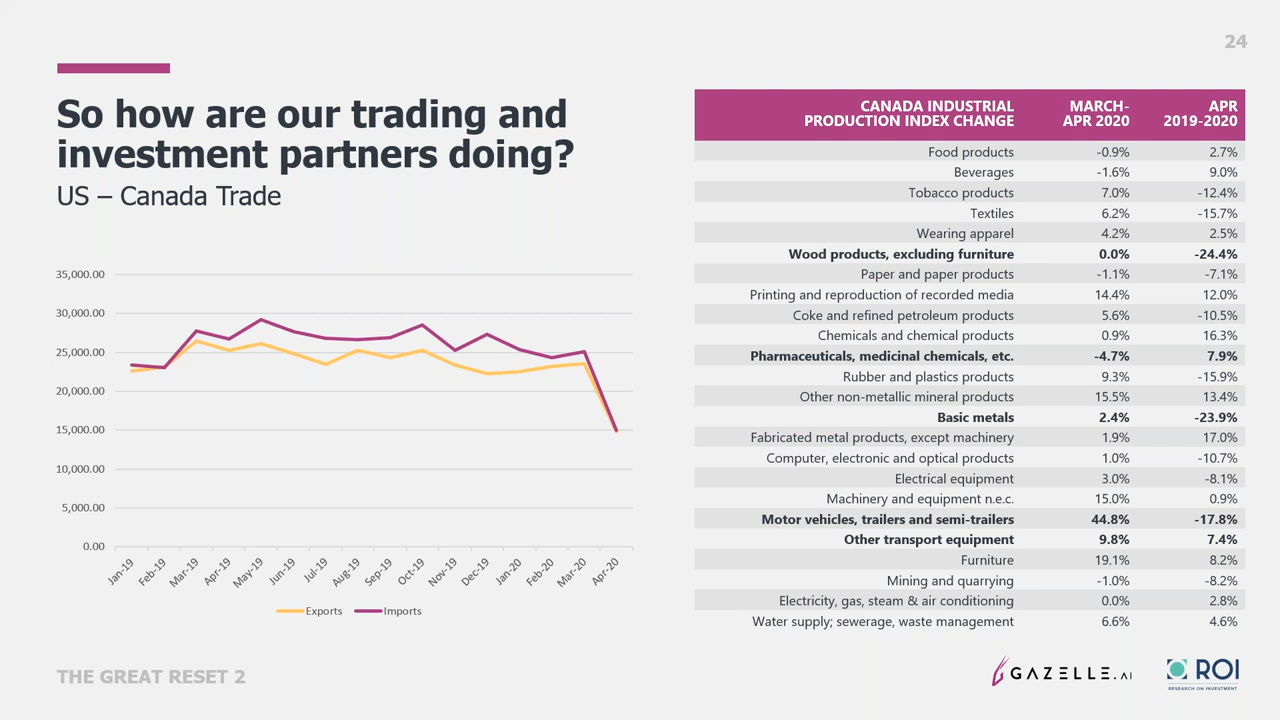 24
So how are our trading and
investment partners doing?
US – Canada Trade
35,000.00
30,000.00
25,000.00
20,000.00
15,000.00
10,000.00
5,000.00
0.00
Jan-19 Feb-19 Mar-19 Apr-19 May-19 Jun-19 Jul-19 Aug-19 Sep-19 Oct-19 Nov-19 Dec-19 Jan-20 Feb-20 Mar-20 Apr-20
Exports Imports
CANADA INDUSTRIAL PRODUCTION INDEX CHANGE MARCH-APR 2020 APR 2019-2020
Food products -0.9% 2.7%
Beverages -1.6% 9.0%
Tobacco products 7.0% -12.4%
Textiles 6.2% -15.7%
Wearing apparel 4.2% 2.5%
Wood products, excluding furniture 0.0% -24.4%
Paper and paper products -1.1% -7.1%
Printing and reproduction of recorded media 14.4% 12.0%
Coke and refined petroleum products 5.6% -10.5%
Chemicals and chemical products 0.9% 16.3%
Pharmaceuticals, medicinal chemicals, etc. -4.7% 7.9%
Rubber and plastics products 9.3% -15.9%
Other non-metallic mineral products 15.5% 13.4%
Basic metals 2.4% -23.9%
Fabricated metal products, except machinery 1.9% 17.0%
Computer, electronic and optical products 1.0% -10.7%
Electrical equipment 3.0% -8.1%
Machinery and equipment n.e.c. 15.0% 0.9%
Motor vehicles, trailers and semi-trailers 44.8% -17.8%
Other transport equipment 9.8% 7.4%
Furniture 19.1% 8.2%
Mining and quarrying -1.0% -8.2%
Electricity, gas, steam & air conditioning 0.0% 2.8%
Water supply; sewerage, waste management 6.6% 4.6%
THE GREAT RESET 2
GAZELLE.AI
ROI
RESEARCH ON INVESTMENT